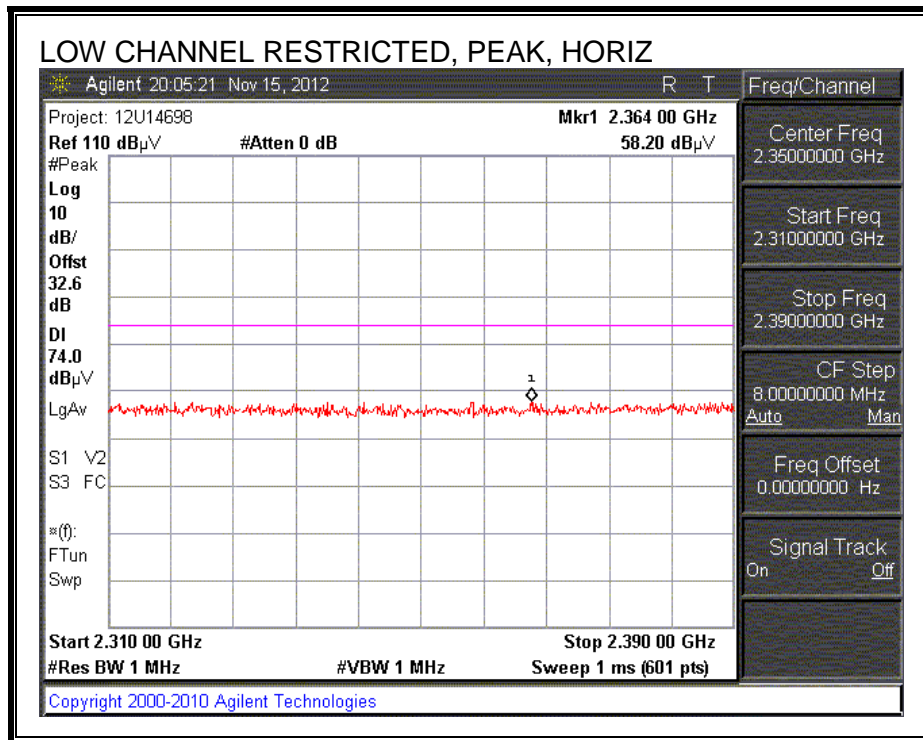 LOW CHANNEL RESTRICTED, PEAK, HORIZ
Agilent 20:05:21 Nov 15, 2012 R T
Freq/Channel
Project: 12U14698 Mkr1 2.364 00 GHz
Ref 110 dBµV #Atten 0 dB 58.20 dBµV
#Peak
Log
10
dB/
Offst
32.6
dB
DI
74.0
dBµV
LgAv
S1 V2
S3 FC
¤(f):
FTun
Swp
1
Start 2.310 00 GHz Stop 2.390 00 GHz
#Res BW 1 MHz #VBW 1 MHz Sweep 1 ms (601 pts)
Center Freq
2.35000000 GHz
Start Freq
2.31000000 GHz
Stop Freq
2.39000000 GHz
CF Step
8.00000000 MHz
Auto Man
Freq Offset
0.00000000 Hz
Signal Track
On Off
Copyright 2000-2010 Agilent Technologies